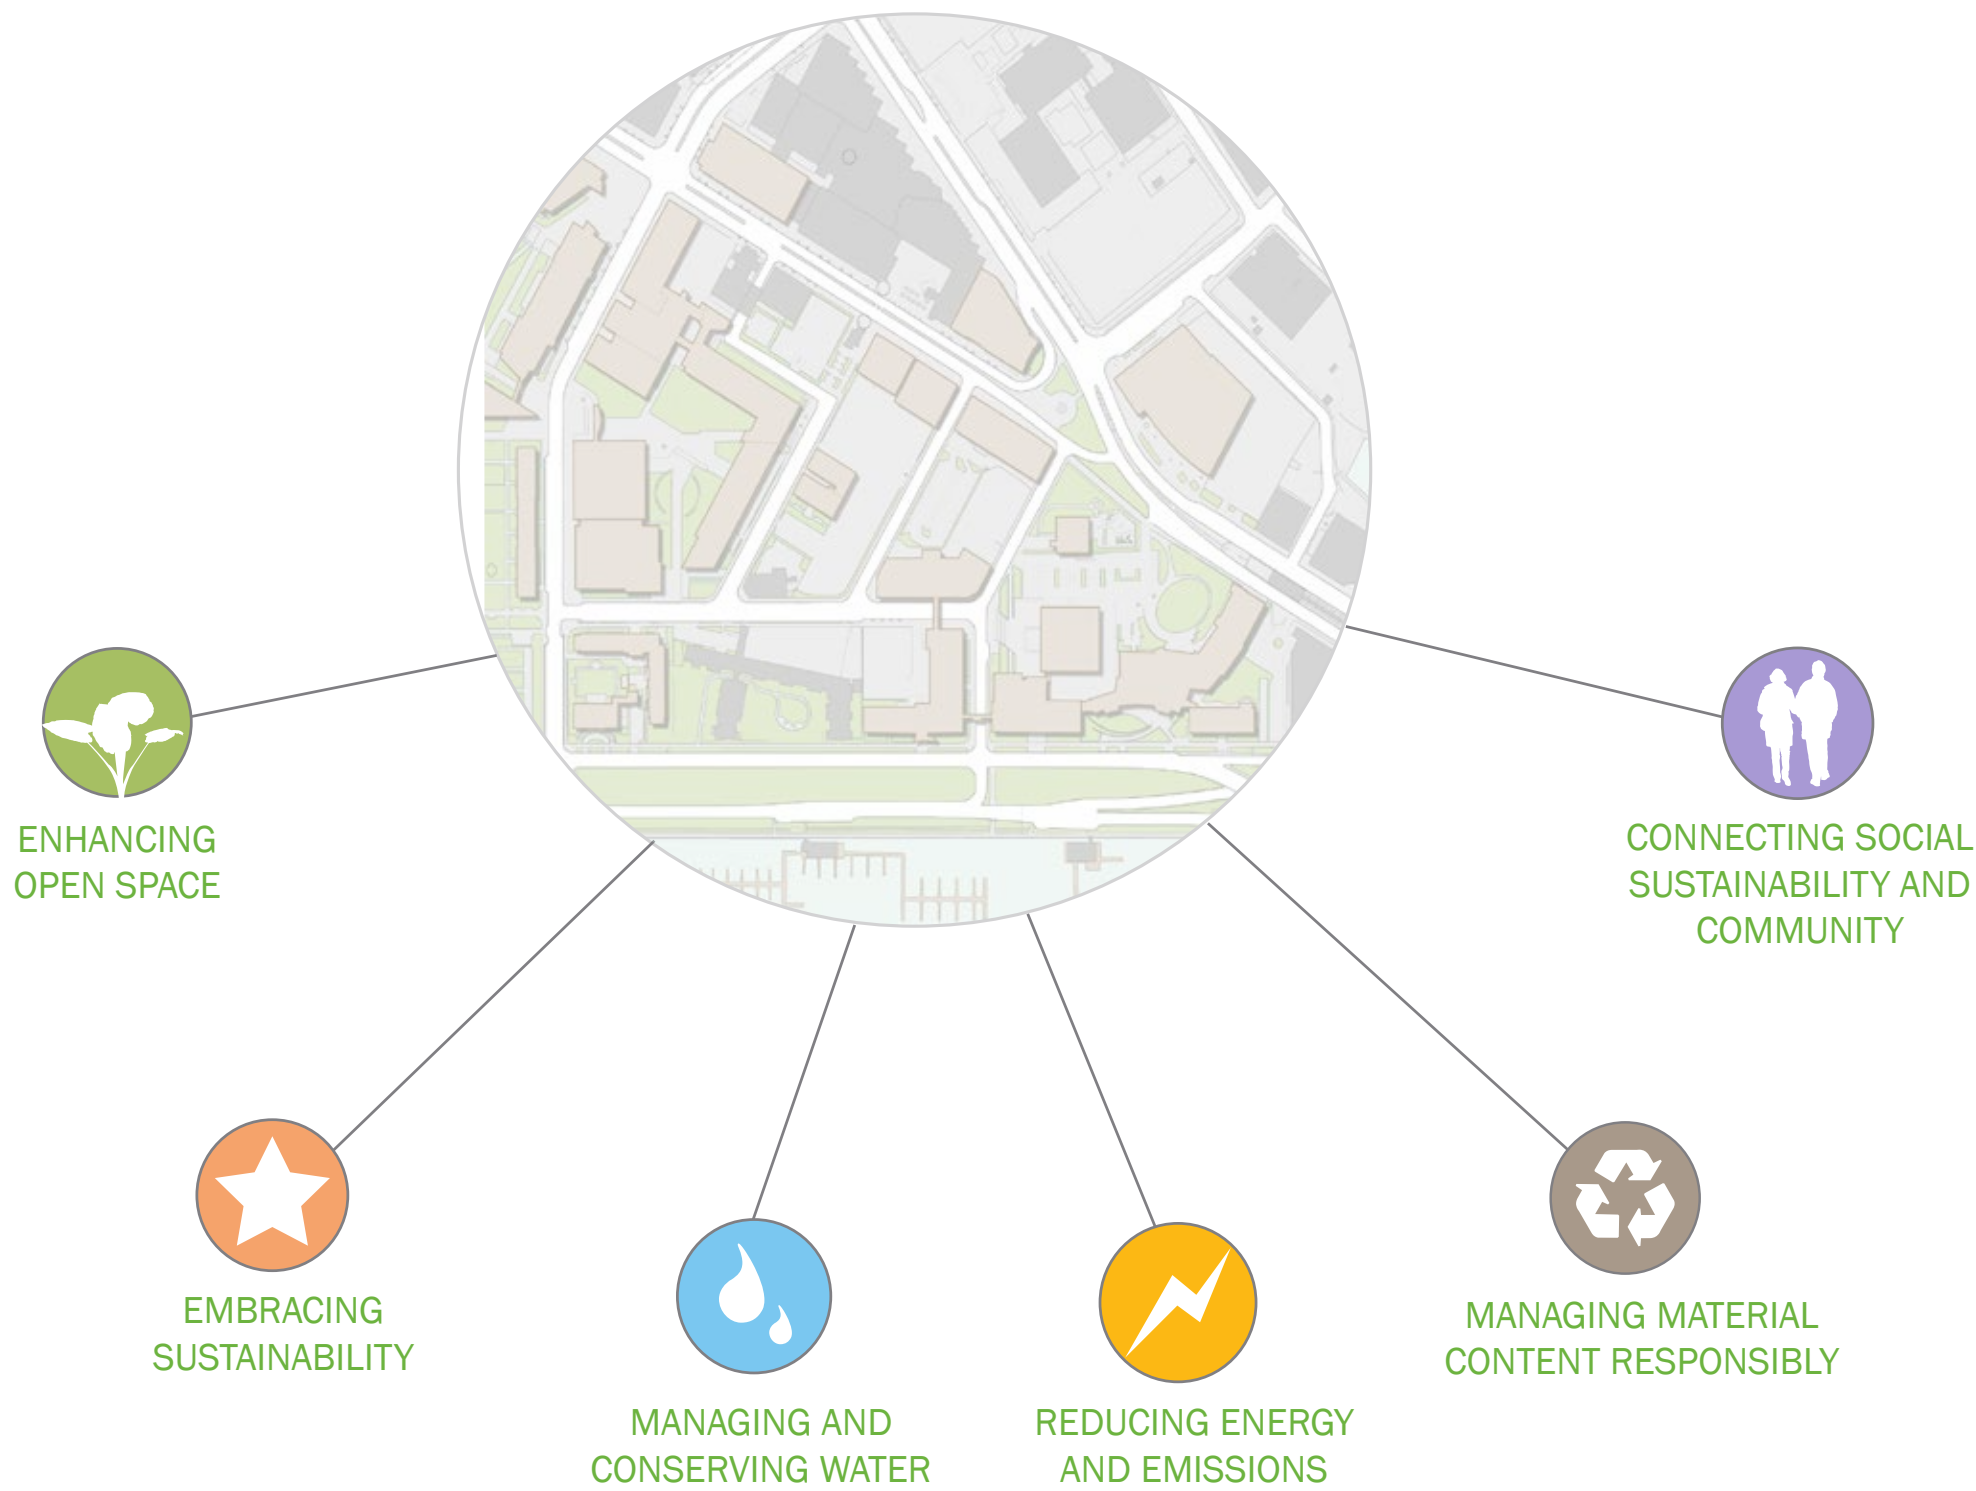 ENHANCING
OPEN SPACE
EMBRACING
SUSTAINABILITY
MANAGING AND
CONSERVING WATER
REDUCING ENERGY
AND EMISSIONS
MANAGING MATERIAL
CONTENT RESPONSIBLY
CONNECTING SOCIAL
SUSTAINABILITY AND
COMMUNITY